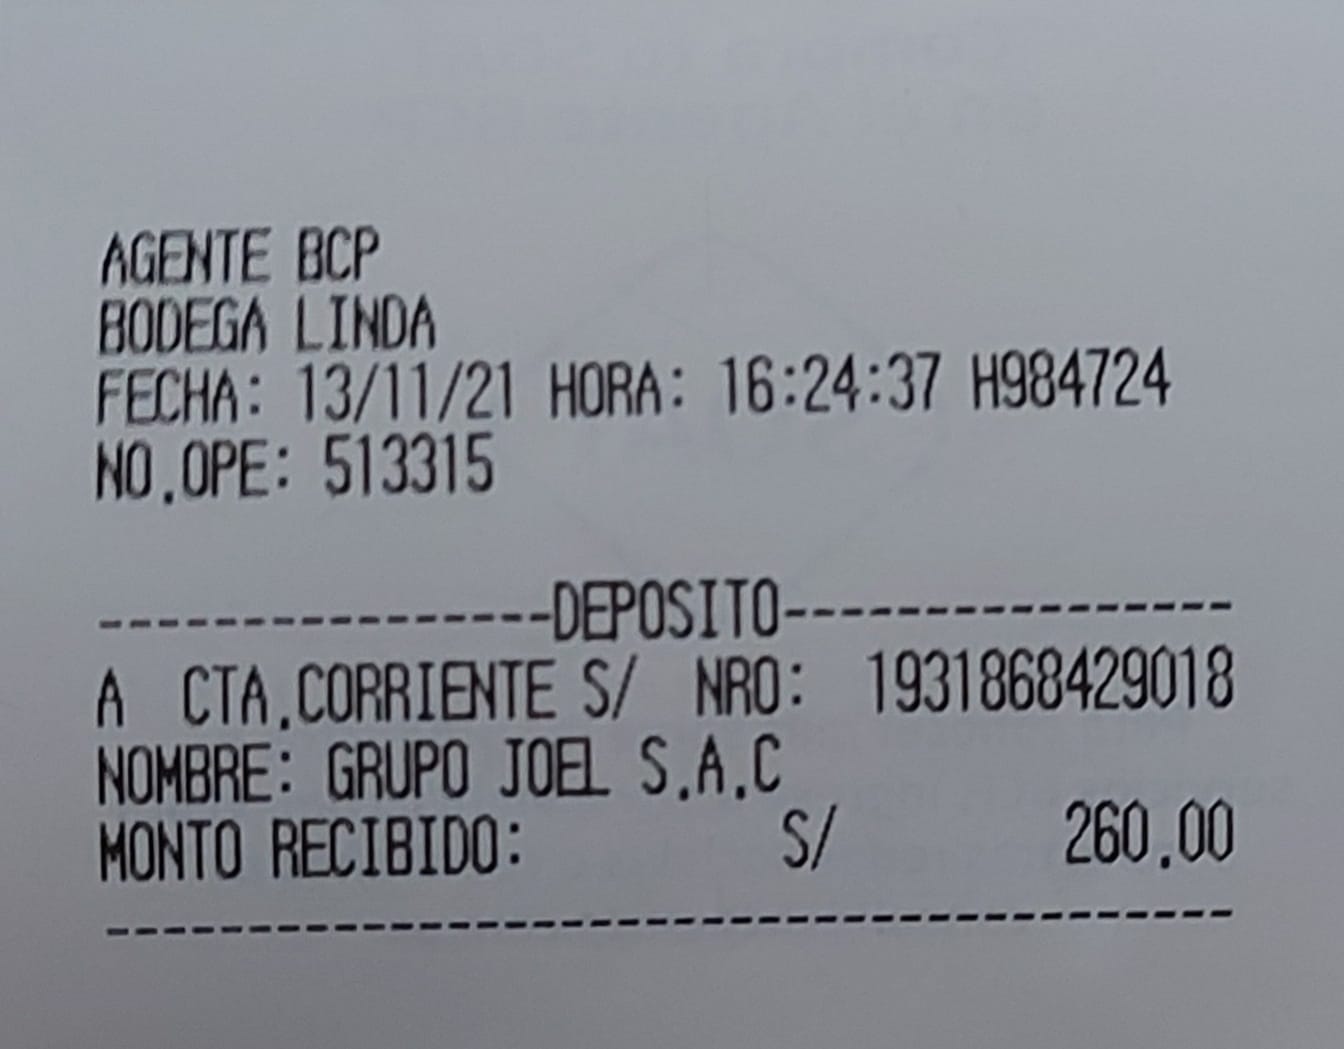 AGENTE BCP
BODEGA LINDA
FECHA: 13/11/21 HORA: 16:24:37 H984724
NO.OPE: 513315
----------------DEPOSITO----------------
A CTA.CORRIENTE S/ NRO: 1931868429018
NOMBRE: GRUPO JOEL S.A.C
MONTO RECIBIDO: S/ 260.00
----------------------------------------